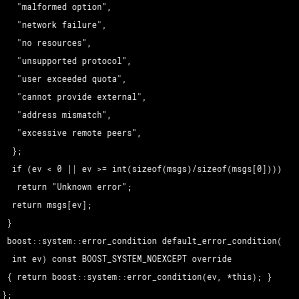 "malformed option",
"network failure",
"no resources",
"unsupported protocol",
"user exceeded quota",
"cannot provide external",
"address mismatch",
"excessive remote peers",
};
if (ev < 0 || ev >= int(sizeof(msgs)/sizeof(msgs[0])))
return "Unknown error";
return msgs[ev];
}
boost::system::error_condition default_error_condition(
int ev) const BOOST_SYSTEM_NOEXCEPT override
{ return boost::system::error_condition(ev, *this); }
};